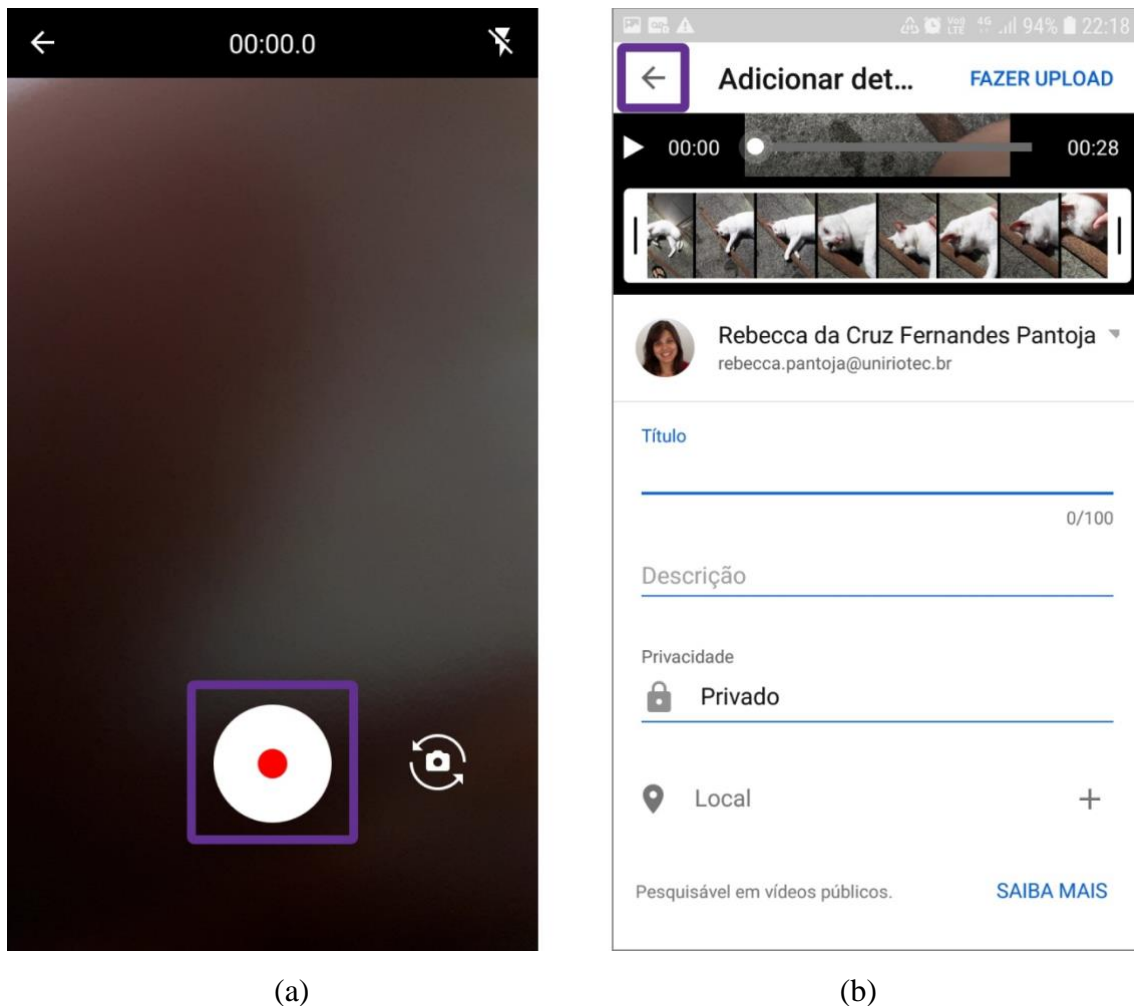 00:00.0
94% 22:18
Adicionar det... FAZER UPLOAD
00:00 00:28
Rebecca da Cruz Fernandes Pantoja
rebecca.pantoja@uniriotec.br
Título
0/100
Descrição
Privacidade
Privado
Local
Pesquisável em vídeos públicos. SAIBA MAIS
(a) (b)